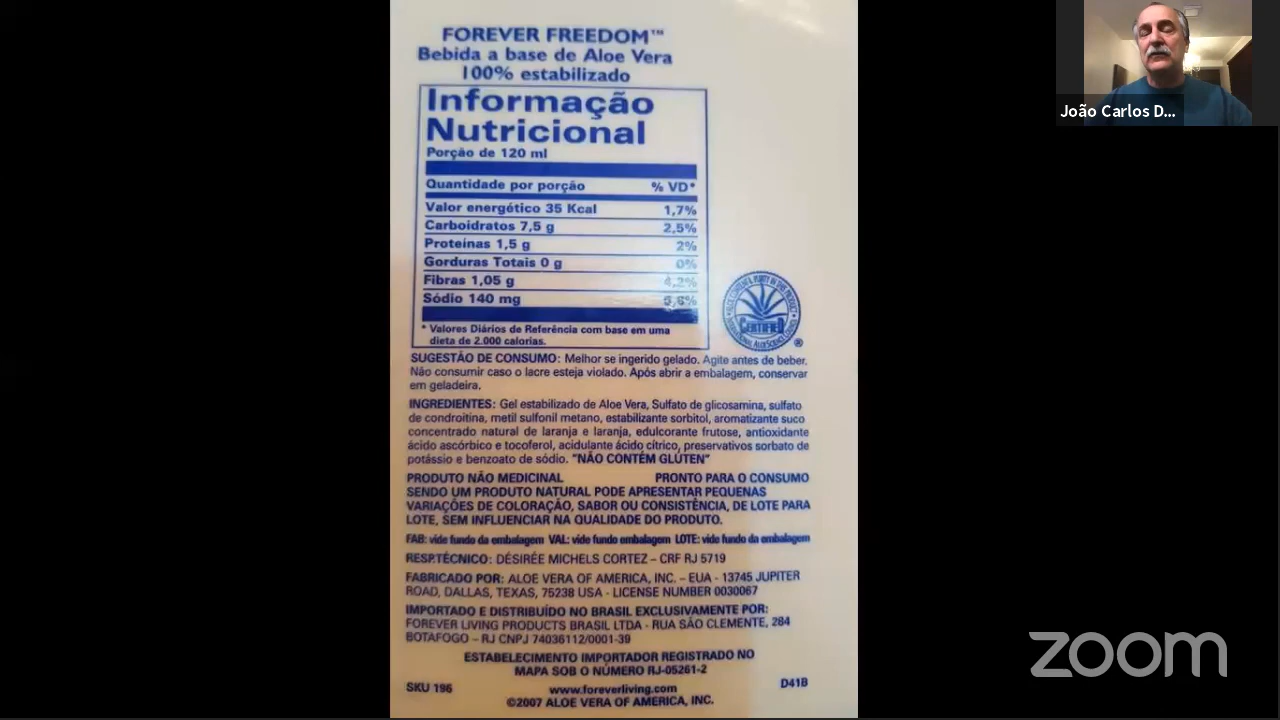 FOREVER FREEDOM™
Bebida a base de Aloe Vera
100% estabilizado
Informação
Nutricional
Porção de 120 ml
Quantidade por porção % VD*
Valor energético 35 Kcal 1,7%
Carboidratos 7,5 g 2,5%
Proteínas 1,5 g 2%
Gorduras Totais 0 g 0%
Fibras 1,05 g 4,2%
Sódio 140 mg 5,8%
* Valores Diários de Referência com base em uma
dieta de 2.000 calorias.
CERTIFIED
®
SUGESTÃO DE CONSUMO: Melhor se ingerido gelado. Agite antes de beber.
Não consumir caso o lacre esteja violado. Após abrir a embalagem, conservar
em geladeira.
INGREDIENTES: Gel estabilizado de Aloe Vera, Sulfato de glicosamina, sulfato
de condroitina, metil sulfonil metano, estabilizante sorbitol, aromatizante suco
concentrado natural de laranja e laranja, edulcorante frutose, antioxidante
ácido ascórbico e tocoferol, acidulante ácido cítrico, preservativos sorbato de
potássio e benzoato de sódio. "NÃO CONTÉM GLÚTEN"
PRODUTO NÃO MEDICINAL PRONTO PARA O CONSUMO
SENDO UM PRODUTO NATURAL PODE APRESENTAR PEQUENAS
VARIAÇÕES DE COLORAÇÃO, SABOR OU CONSISTÊNCIA, DE LOTE PARA
LOTE, SEM INFLUENCIAR NA QUALIDADE DO PRODUTO.
FAB: vide fundo da embalagem VAL: vide fundo embalagem LOTE: vide fundo da embalagem
RESP.TÉCNICO: DÉSIRÉE MICHELS CORTEZ – CRF RJ 5719
FABRICADO POR: ALOE VERA OF AMERICA, INC. – EUA - 13745 JUPITER
ROAD, DALLAS, TEXAS, 75238 USA - LICENSE NUMBER 0030067
IMPORTADO E DISTRIBUÍDO NO BRASIL EXCLUSIVAMENTE POR:
FOREVER LIVING PRODUCTS BRASIL LTDA - RUA SÃO CLEMENTE, 284
BOTAFOGO – RJ CNPJ 74036112/0001-39
ESTABELECIMENTO IMPORTADOR REGISTRADO NO
MAPA SOB O NÚMERO RJ-05261-2
SKU 196 www.foreverliving.com D41B
©2007 ALOE VERA OF AMERICA, INC.
João Carlos D...
zoom